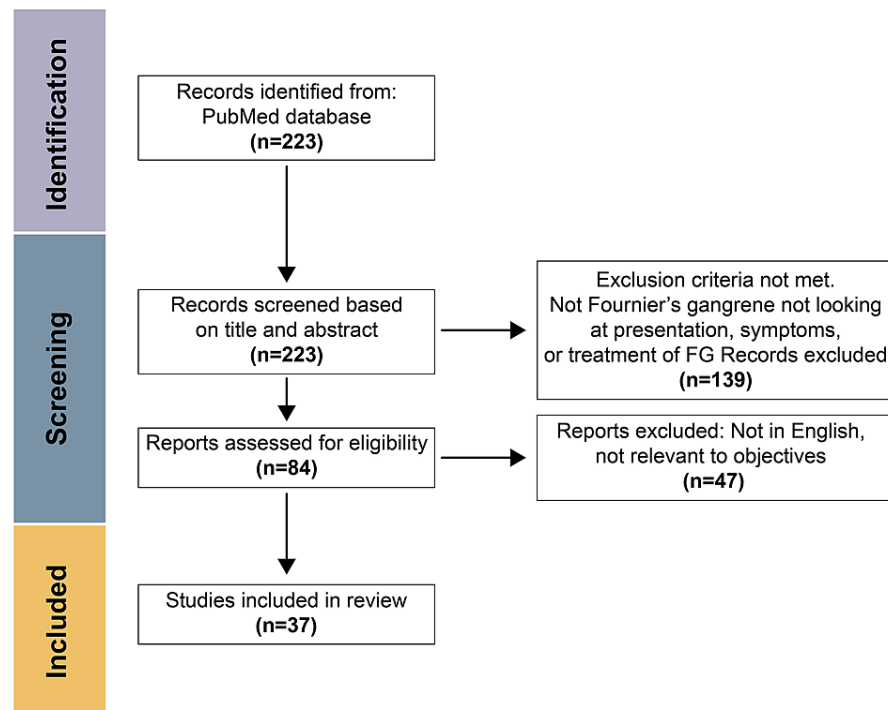 Identification
Records identified from:
PubMed database
(n=223)
Screening
Records screened based
on title and abstract
(n=223)
Exclusion criteria not met.
Not Fournier’s gangrene not looking
at presentation, symptoms,
or treatment of FG Records excluded
(n=139)
Reports assessed for eligibility
(n=84)
Reports excluded: Not in English,
not relevant to objectives
(n=47)
Included
Studies included in review
(n=37)